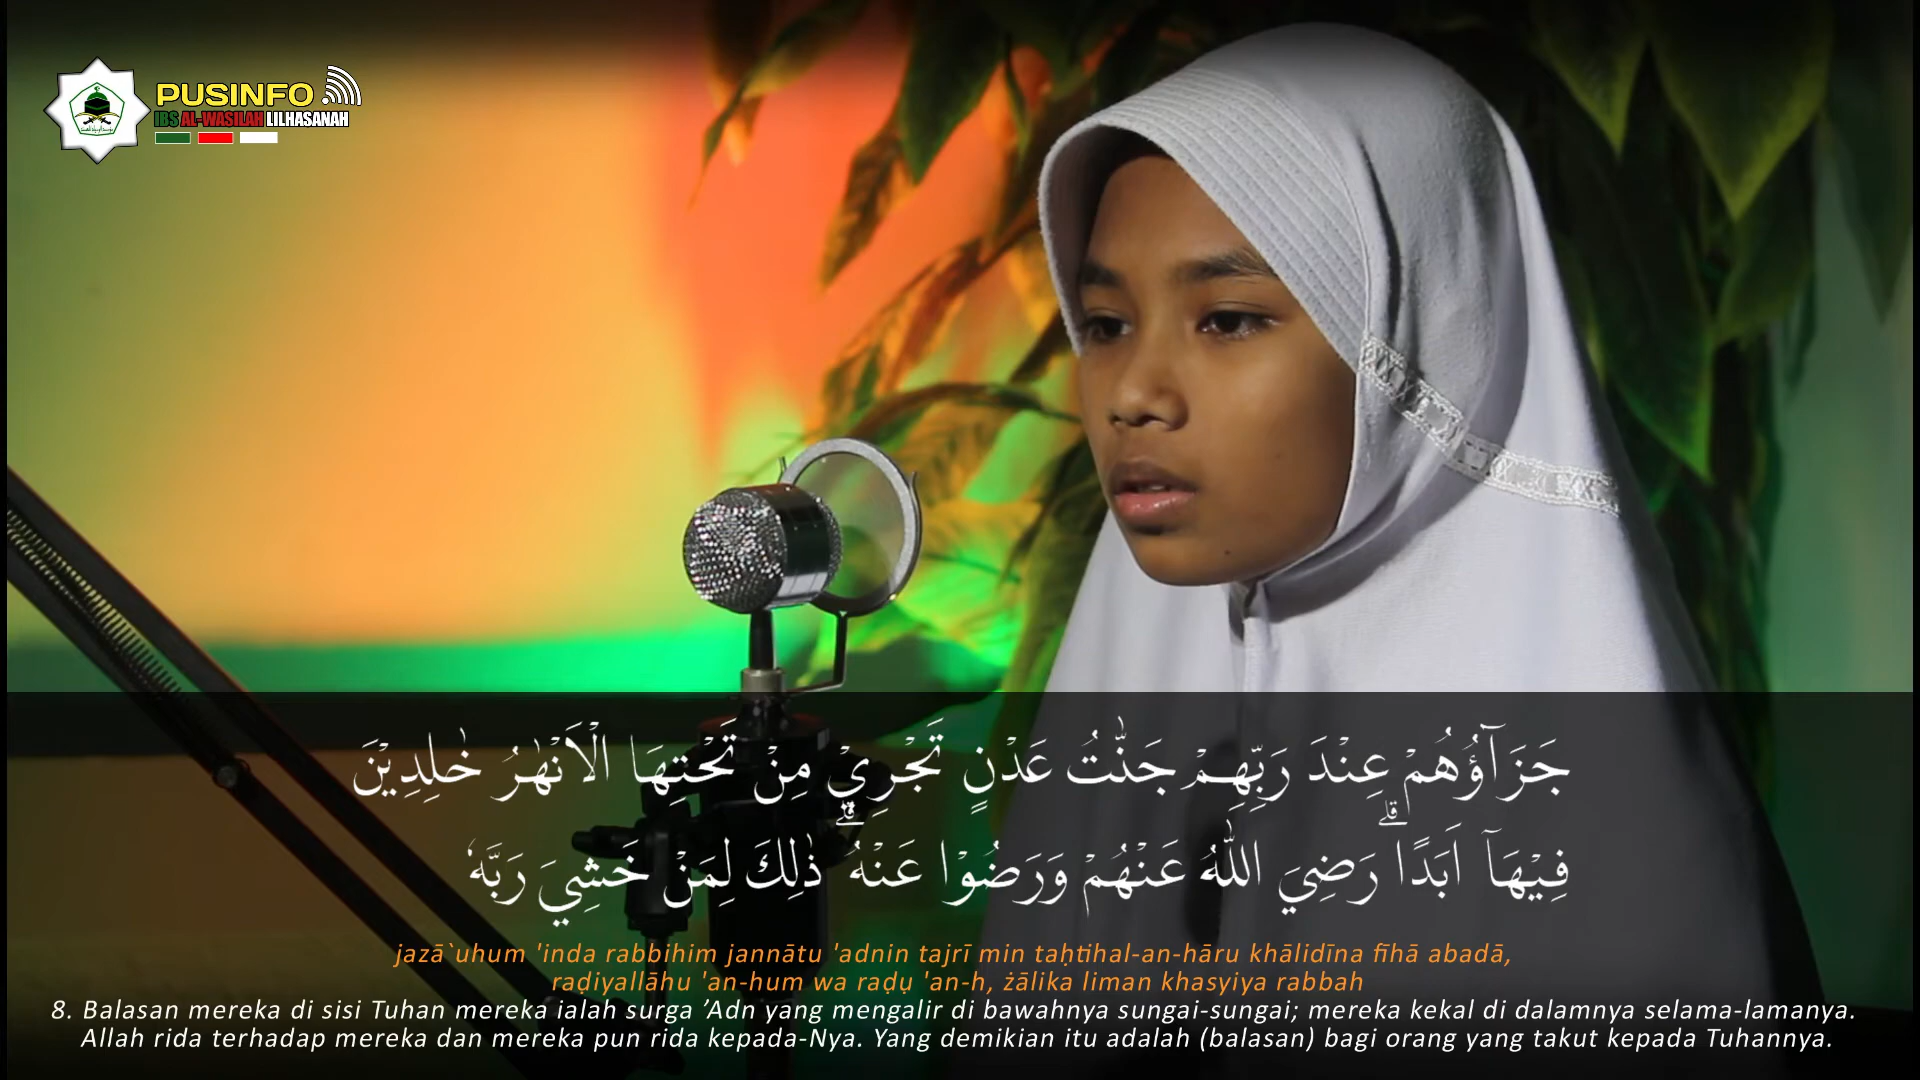 PUSINFO
IBS AL-WASILAH LILHASANAH
جَزَاۤؤُهُمْ عِنْدَ رَبِّهِمْ جَنّٰتُ عَدْنٍ تَجْرِيْ مِنْ تَحْتِهَا الْاَنْهٰرُ خٰلِدِيْنَ
فِيْهَآ اَبَدًا ۗرَضِيَ اللّٰهُ عَنْهُمْ وَرَضُوْا عَنْهُ ۗ ذٰلِكَ لِمَنْ خَشِيَ رَبَّهٗ
jazā`uhum 'inda rabbihim jannātu 'adnin tajrī min taḥtihal-an-hāru khālidīna fīhā abadā,
raḍiyallāhu 'an-hum wa raḍụ 'an-h, żālika liman khasyiya rabbah
8. Balasan mereka di sisi Tuhan mereka ialah surga ’Adn yang mengalir di bawahnya sungai-sungai; mereka kekal di dalamnya selama-lamanya.
Allah rida terhadap mereka dan mereka pun rida kepada-Nya. Yang demikian itu adalah (balasan) bagi orang yang takut kepada Tuhannya.